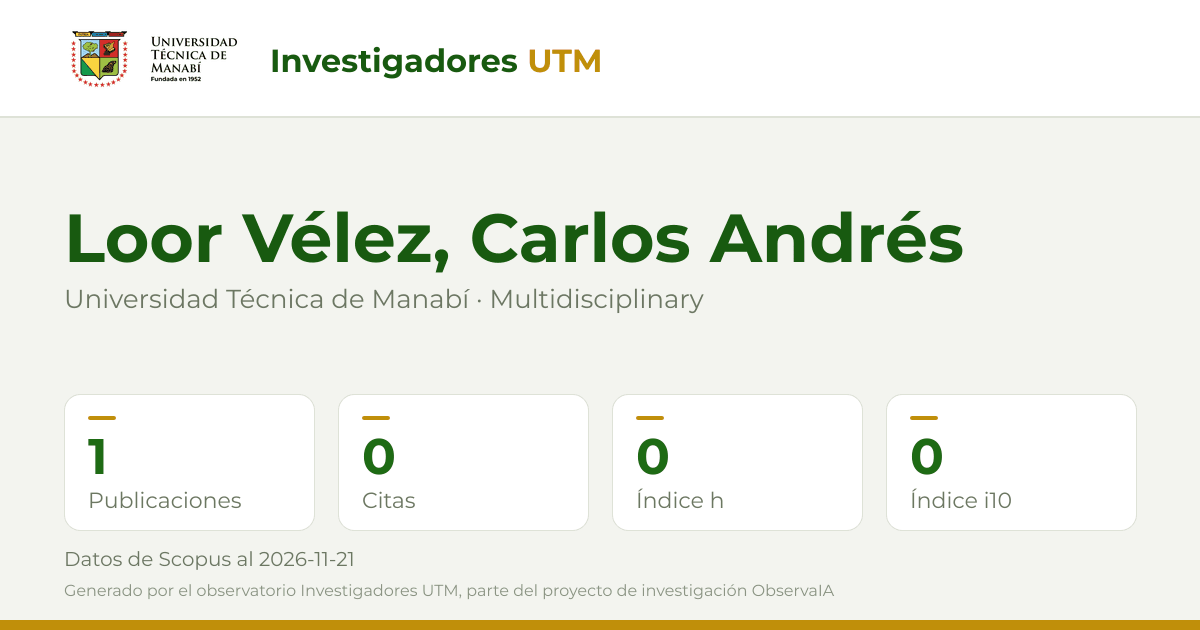 UNIVERSIDAD
TÉCNICA DE
MANABÍ
Fundada en 1952
Investigadores UTM
Loor Vélez, Carlos Andrés
Universidad Técnica de Manabí · Multidisciplinary
1
Publicaciones
0
Citas
0
Índice h
0
Índice i10
Datos de Scopus al 2026-11-21
Generado por el observatorio Investigadores UTM, parte del proyecto de investigación ObservaIA